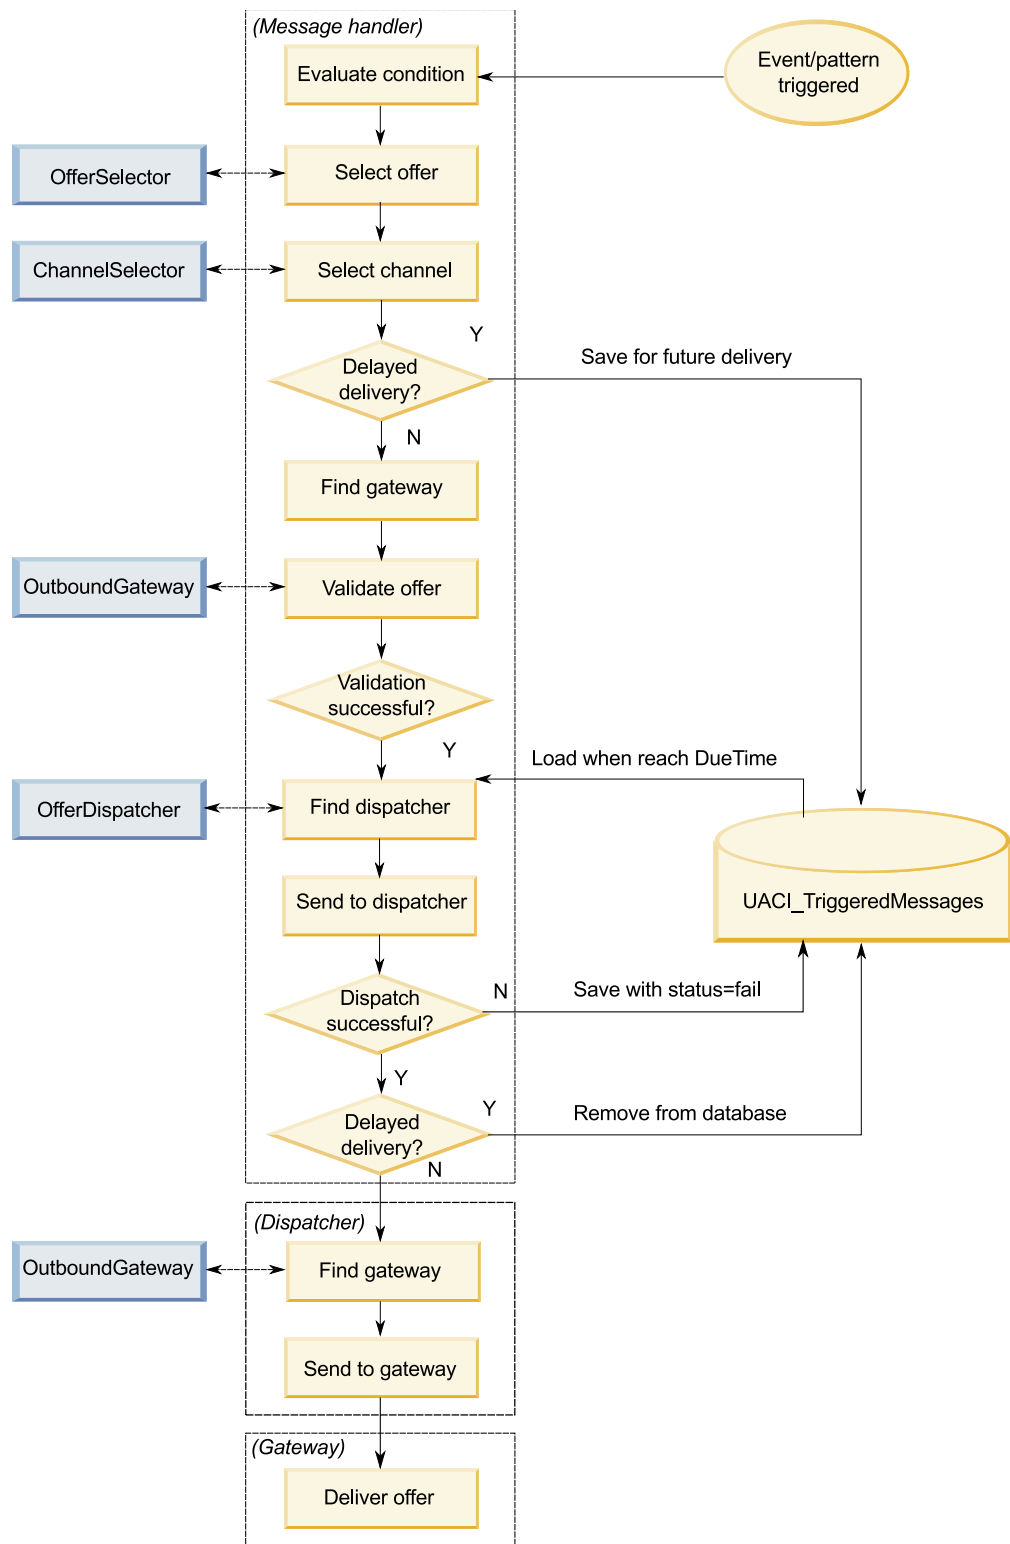 (Message handler)
Evaluate condition
Event/pattern
triggered
OfferSelector
Select offer
ChannelSelector
Select channel
Y
Delayed
delivery?
Save for future delivery
N
Find gateway
OutboundGateway
Validate offer
Validation
successful?
Y
Load when reach DueTime
OfferDispatcher
Find dispatcher
Send to dispatcher
UACI_TriggeredMessages
Dispatch
successful?
N
Save with status=fail
Y
Delayed
delivery?
Y
Remove from database
N
(Dispatcher)
OutboundGateway
Find gateway
Send to gateway
(Gateway)
Deliver offer